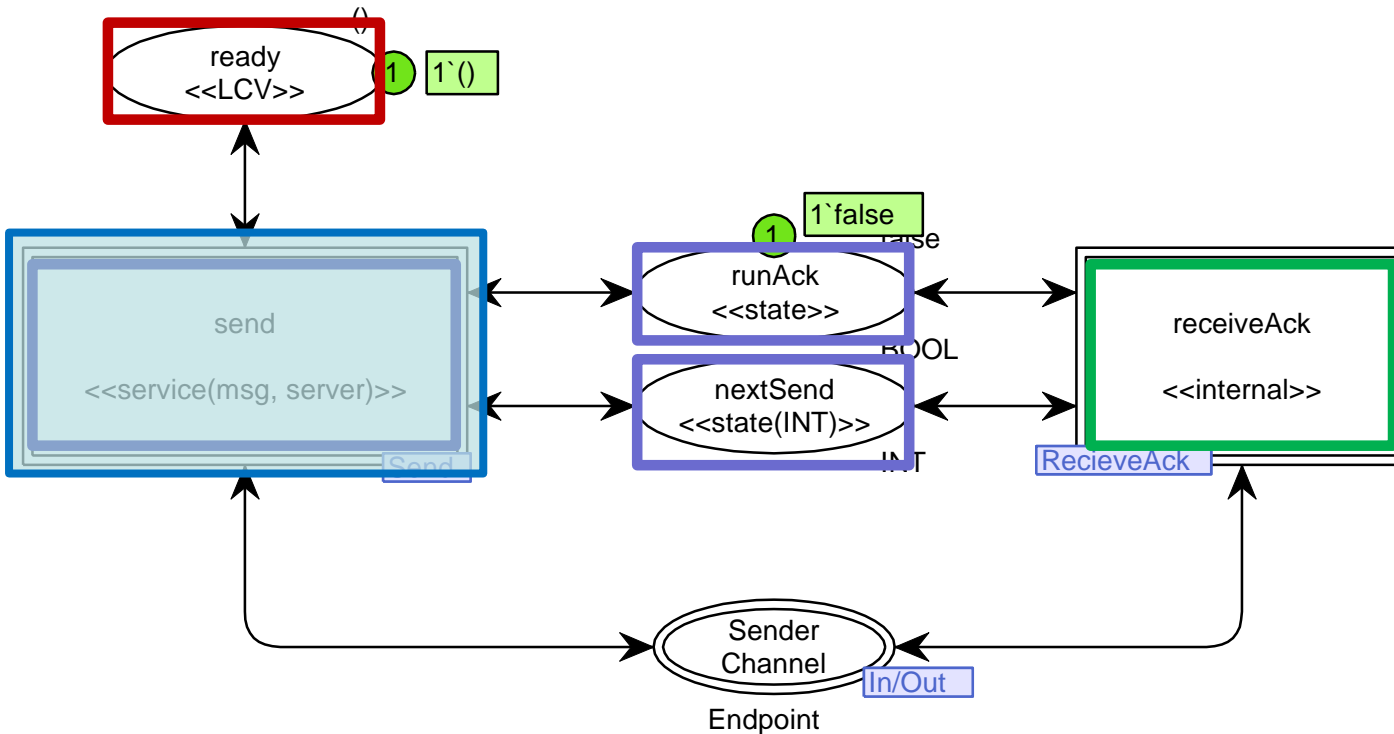 ()
ready
<<LCV>>
1
1`()
1`false
1
false
runAck
<<state>>
BOOL
send
<<service(msg, server)>>
Send
nextSend
<<state(INT)>>
INT
receiveAck
<<internal>>
RecieveAck
Sender
Channel
In/Out
Endpoint